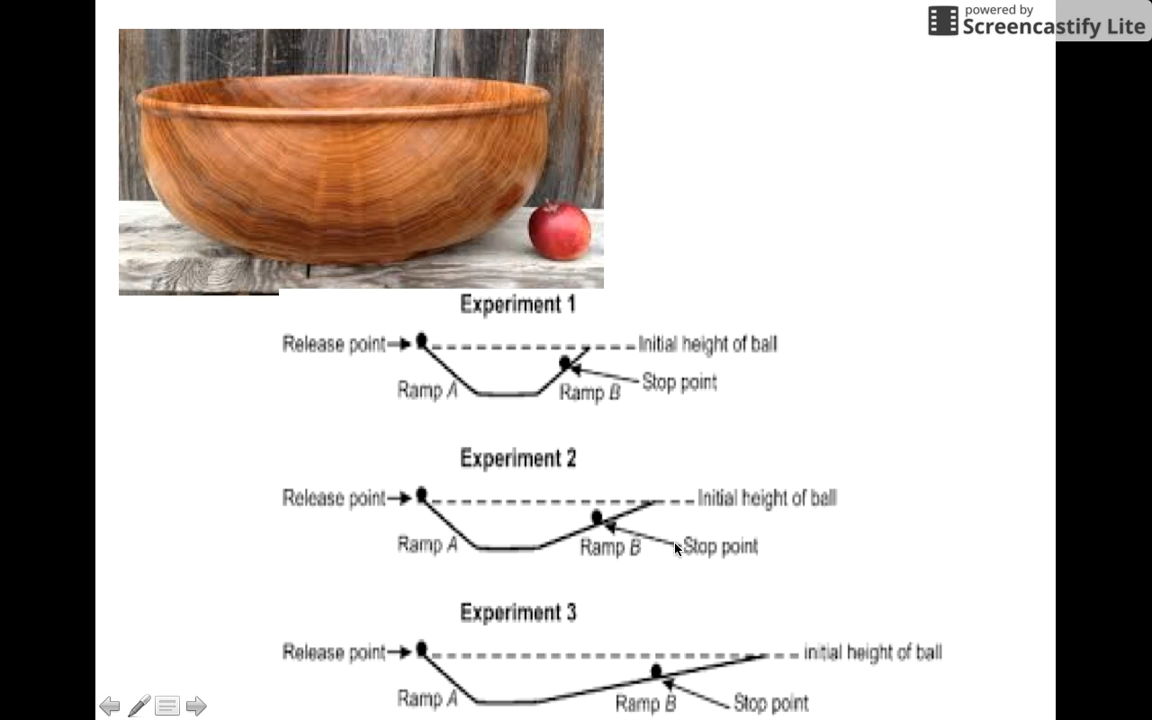 powered by
Screencastify Lite
Experiment 1
Release point Initial height of ball
Stop point
Ramp A Ramp B
Experiment 2
Release point Initial height of ball
Ramp A Ramp B Stop point
Experiment 3
Release point initial height of ball
Ramp A Ramp B Stop point